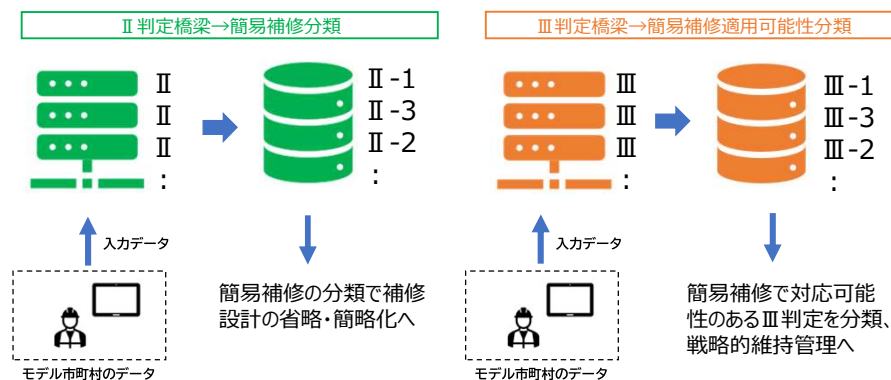 Ⅱ判定橋梁→簡易補修分類
Ⅱ
Ⅱ
Ⅱ
:
Ⅱ-1
Ⅱ-3
Ⅱ-2
:
入力データ
モデル市町村のデータ
簡易補修の分類で補修
設計の省略・簡略化へ
Ⅲ判定橋梁→簡易補修適用可能性分類
Ⅲ
Ⅲ
Ⅲ
:
Ⅲ-1
Ⅲ-3
Ⅲ-2
:
入力データ
モデル市町村のデータ
簡易補修で対応可能
性のあるⅢ判定を分類、
戦略的維持管理へ